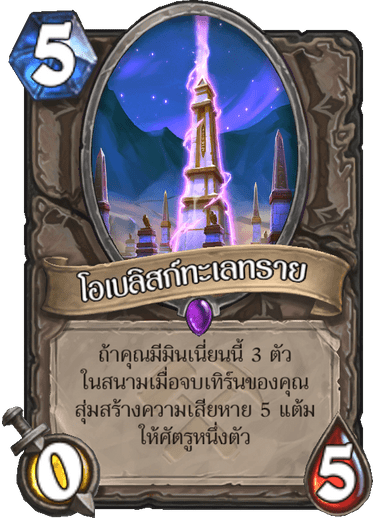 5
โอเบลิสก์ทะเลทราย
ถ้าคุณมีมินเนี่ยนนี้ 3 ตัว
ในสนามเมื่อจบเทิร์นของคุณ
สุ่มสร้างความเสียหาย 5 แต้ม
ให้ศัตรูหนึ่งตัว
0
5